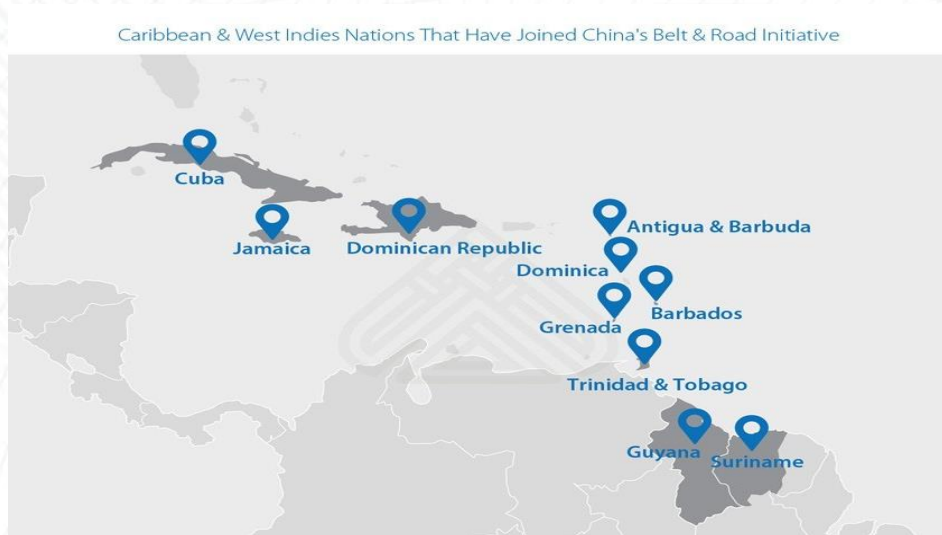 Caribbean & West Indies Nations That Have Joined China's Belt & Road Initiative
Cuba
Jamaica
Dominican Republic
Antigua & Barbuda
Dominica
Barbados
Grenada
Trinidad & Tobago
Guyana
Suriname